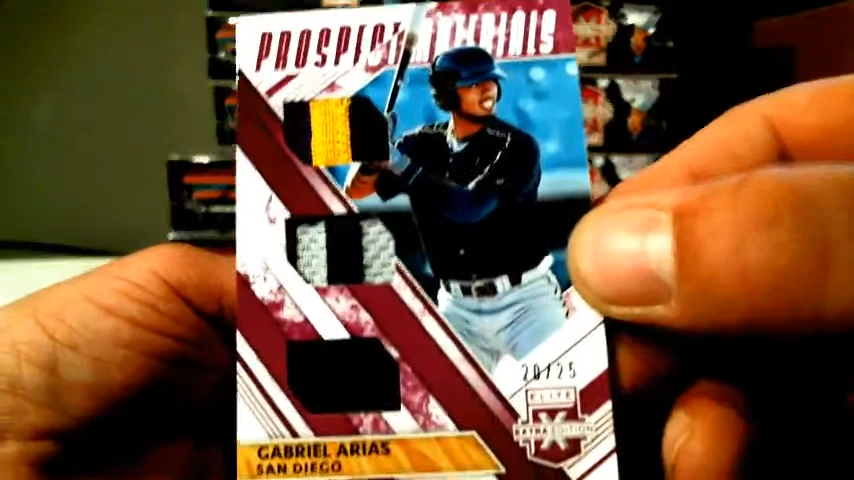 PROSPECT MATERIALS
20/25
ELITE
EXTRA EDITION
GABRIEL ARIAS
SAN DIEGO